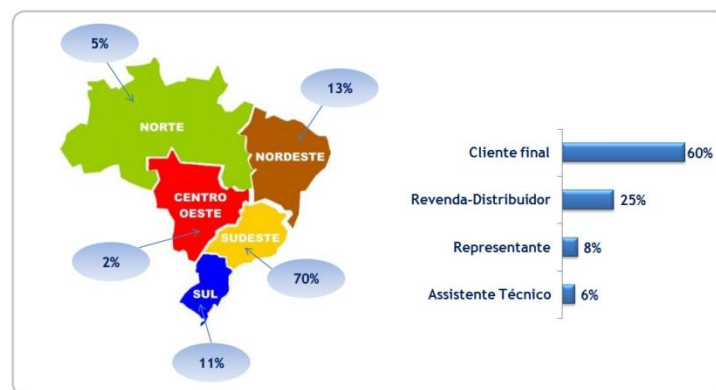 5%
13%
NORTE
NORDESTE
CENTRO
OESTE
SUDESTE
2%
70%
SUL
11%
Cliente final
60%
Revenda-Distribuidor
25%
Representante
8%
Assistente Técnico
6%